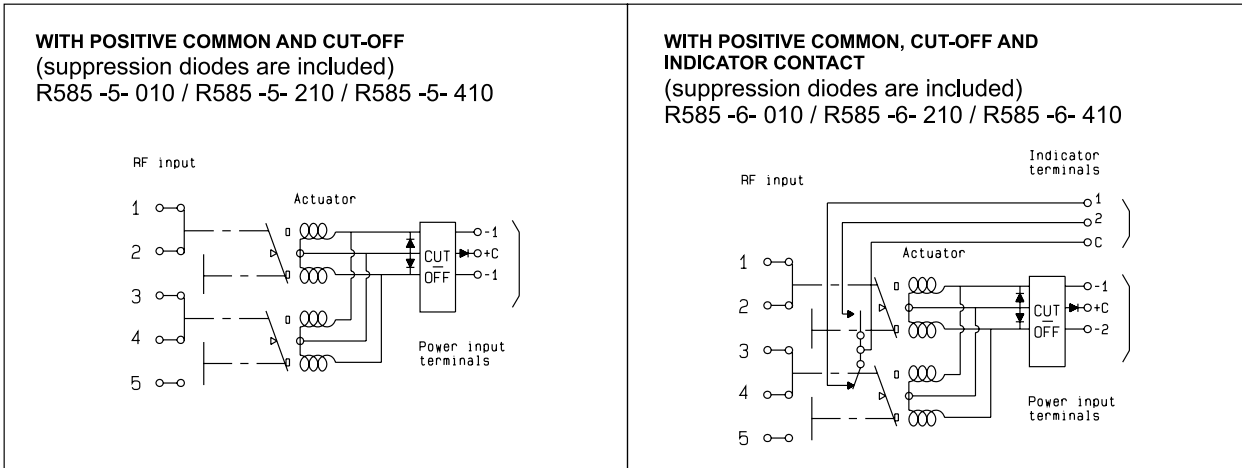 WITH POSITIVE COMMON AND CUT-OFF
(suppression diodes are included)
R585 -5- 010 / R585 -5- 210 / R585 -5- 410
RF input
Actuator
1
2
3
4
5
CUT
OFF
-1
+C
-1
Power input
terminals
WITH POSITIVE COMMON, CUT-OFF AND
INDICATOR CONTACT
(suppression diodes are included)
R585 -6- 010 / R585 -6- 210 / R585 -6- 410
Indicator
terminals
RF input
1
2
C
Actuator
1
2
3
4
5
CUT
OFF
-1
+C
-2
Power input
terminals